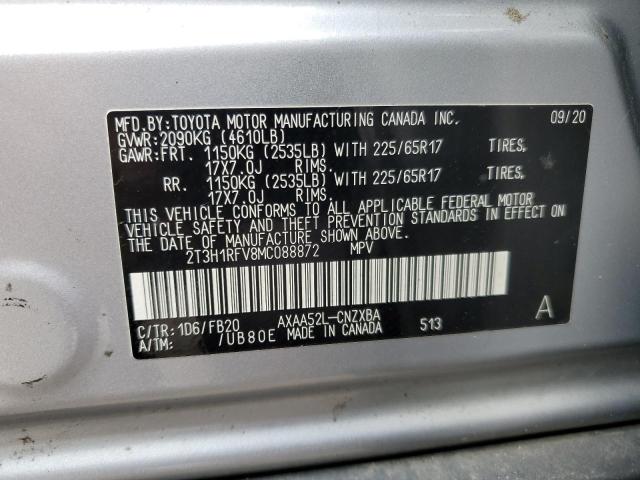 MFD.BY:TOYOTA MOTOR MANUFACTURING CANADA INC. 09/20
GVWR:2090KG (4610LB)
GAWR:FRT. 1150KG (2535LB) WITH 225/65R17 TIRES,
17X7.0J RIMS.
RR. 1150KG (2535LB) WITH 225/65R17 TIRES,
17X7.0J RIMS.
THIS VEHICLE CONFORMS TO ALL APPLICABLE FEDERAL MOTOR
VEHICLE SAFETY AND THEFT PREVENTION STANDARDS IN EFFECT ON
THE DATE OF MANUFACTURE SHOWN ABOVE.
2T3H1RFV8MC088872 MPV
C/TR:1D6/FB20 AXAA52L-CNZXBA 513 A
A/TM: /UB80E MADE IN CANADA